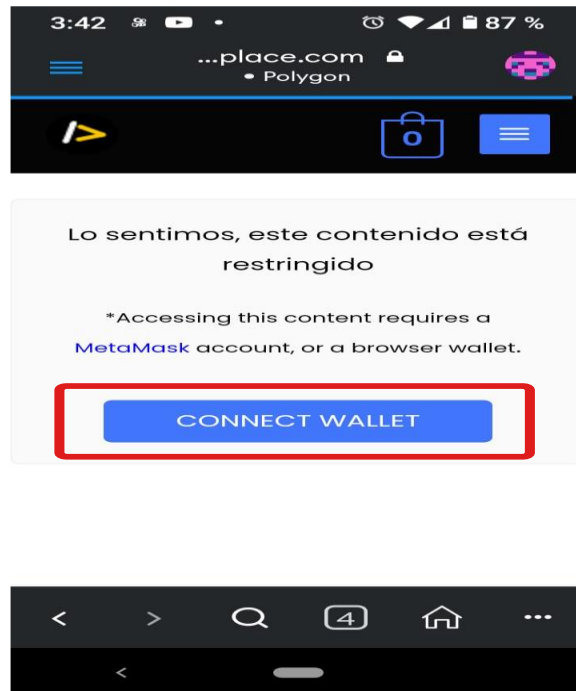 3:42 87 %
...place.com
• Polygon
0
Lo sentimos, este contenido está
restringido
*Accessing this content requires a
MetaMask account, or a browser wallet.
CONNECT WALLET
4